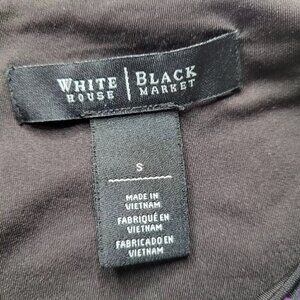 WHITE HOUSE | BLACK MARKET
S
MADE IN
VIETNAM
FABRIQUÉ EN
VIETNAM
FABRICADO EN
VIETNAM